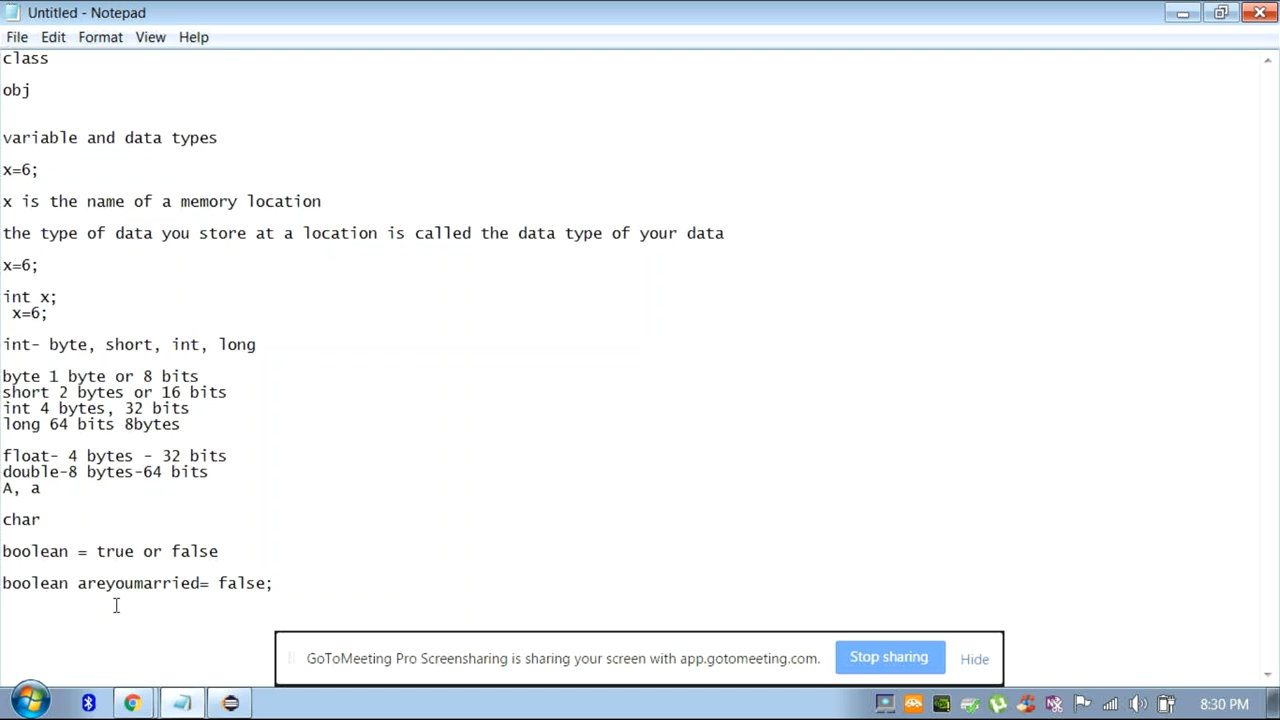 Untitled - Notepad
File Edit Format View Help
class
obj
variable and data types
x=6;
x is the name of a memory location
the type of data you store at a location is called the data type of your data
x=6;
int x;
x=6;
int- byte, short, int, long
byte 1 byte or 8 bits
short 2 bytes or 16 bits
int 4 bytes, 32 bits
long 64 bits 8bytes
float- 4 bytes - 32 bits
double-8 bytes-64 bits
A, a
char
boolean = true or false
boolean areyoumarried= false;
GoToMeeting Pro Screensharing is sharing your screen with app.gotomeeting.com. Stop sharing Hide
8:30 PM